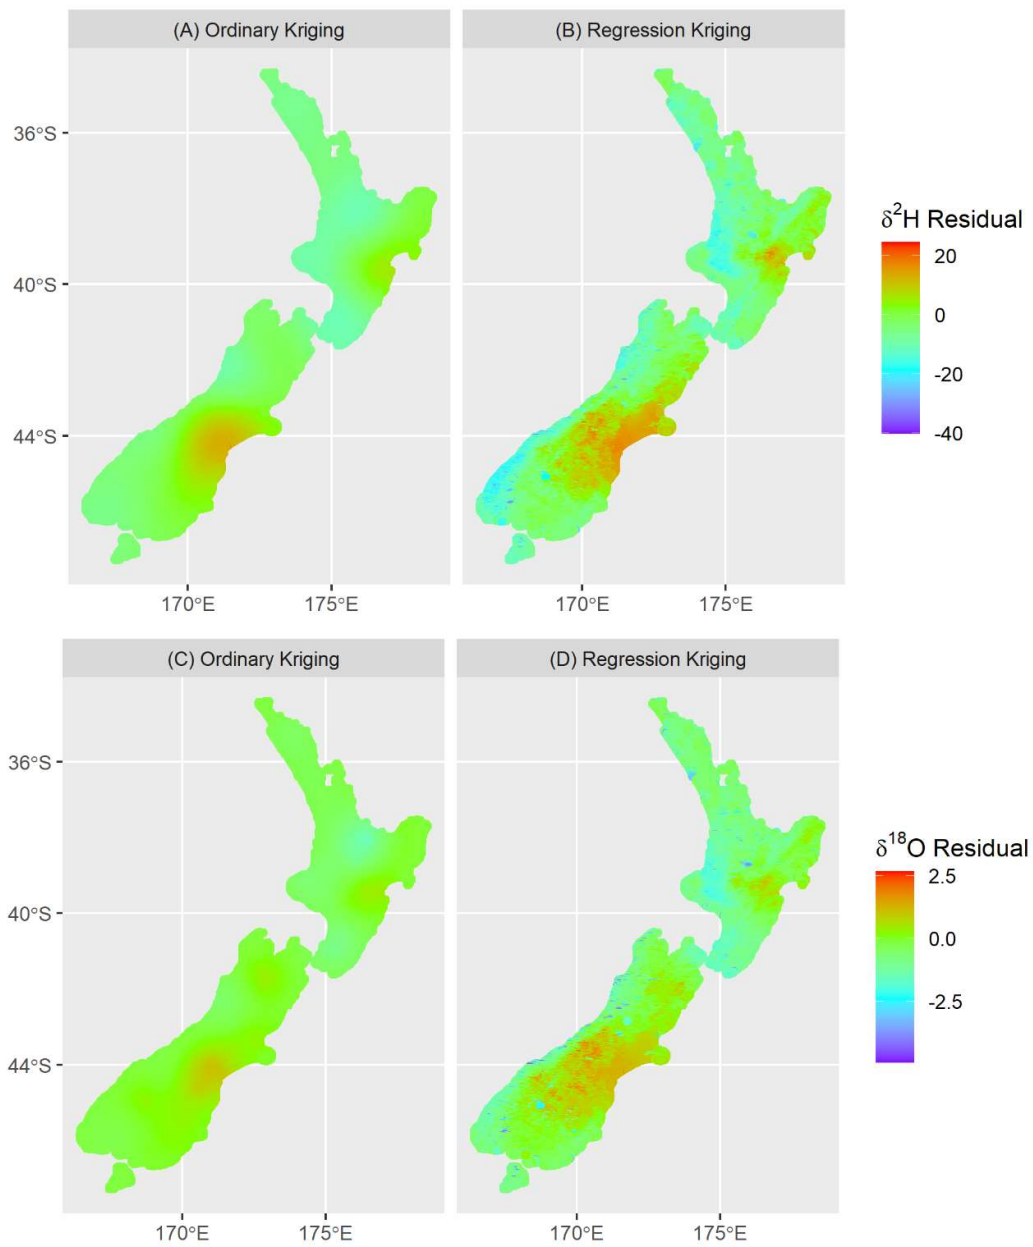 (A) Ordinary Kriging
(B) Regression Kriging
36°S
40°S
44°S
170°E
175°E
170°E
175°E
δ²H Residual
20
0
-20
-40
(C) Ordinary Kriging
(D) Regression Kriging
36°S
40°S
44°S
170°E
175°E
170°E
175°E
δ¹⁸O Residual
2.5
0.0
-2.5